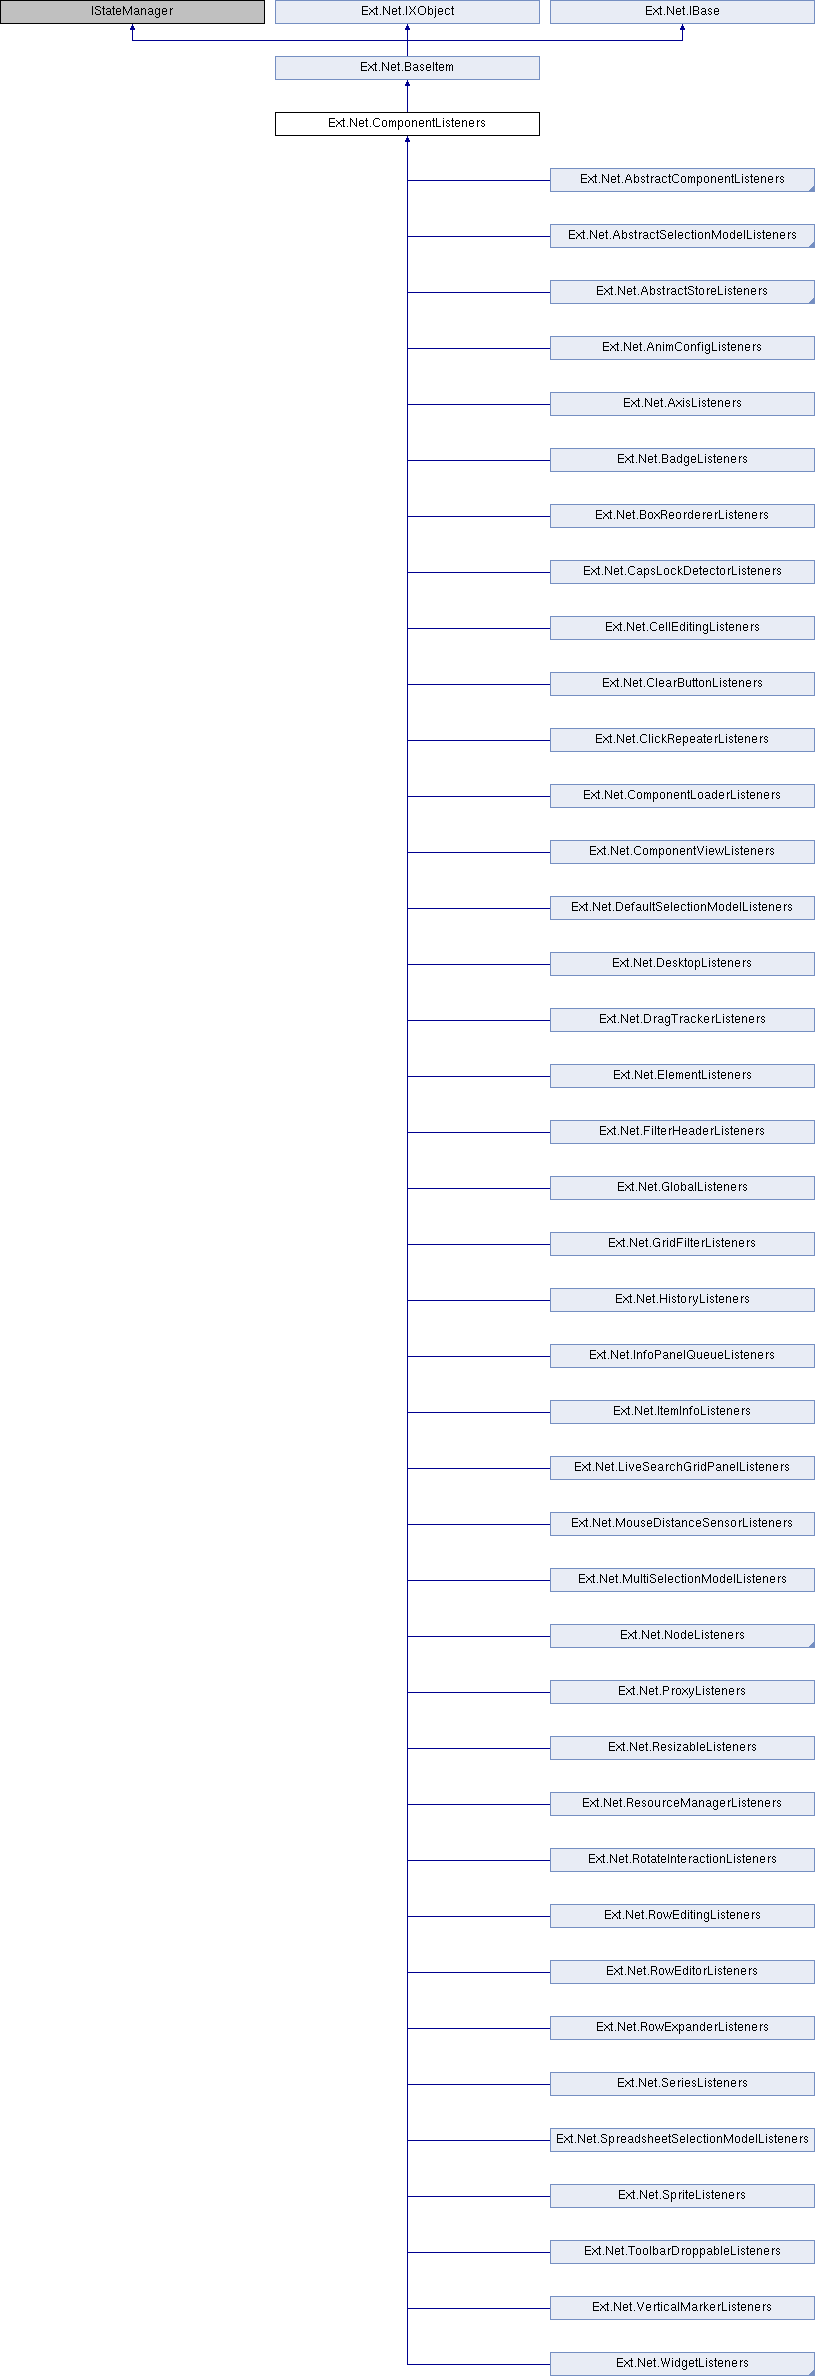 IStateManager
Ext.Net.IXObject
Ext.Net.IBase
Ext.Net.BaseItem
Ext.Net.ComponentListeners
Ext.Net.AbstractComponentListeners
Ext.Net.AbstractSelectionModelListeners
Ext.Net.AbstractStoreListeners
Ext.Net.AnimConfigListeners
Ext.Net.AxisListeners
Ext.Net.BadgeListeners
Ext.Net.BoxReordererListeners
Ext.Net.CapsLockDetectorListeners
Ext.Net.CellEditingListeners
Ext.Net.ClearButtonListeners
Ext.Net.ClickRepeaterListeners
Ext.Net.ComponentLoaderListeners
Ext.Net.ComponentViewListeners
Ext.Net.DefaultSelectionModelListeners
Ext.Net.DesktopListeners
Ext.Net.DragTrackerListeners
Ext.Net.ElementListeners
Ext.Net.FilterHeaderListeners
Ext.Net.GlobalListeners
Ext.Net.GridFilterListeners
Ext.Net.HistoryListeners
Ext.Net.InfoPanelQueueListeners
Ext.Net.ItemInfoListeners
Ext.Net.LiveSearchGridPanelListeners
Ext.Net.MouseDistanceSensorListeners
Ext.Net.MultiSelectionModelListeners
Ext.Net.NodeListeners
Ext.Net.ProxyListeners
Ext.Net.ResizableListeners
Ext.Net.ResourceManagerListeners
Ext.Net.RotateInteractionListeners
Ext.Net.RowEditingListeners
Ext.Net.RowEditorListeners
Ext.Net.RowExpanderListeners
Ext.Net.SeriesListeners
Ext.Net.SpreadsheetSelectionModelListeners
Ext.Net.SpriteListeners
Ext.Net.ToolbarDroppableListeners
Ext.Net.VerticalMarkerListeners
Ext.Net.WidgetListeners